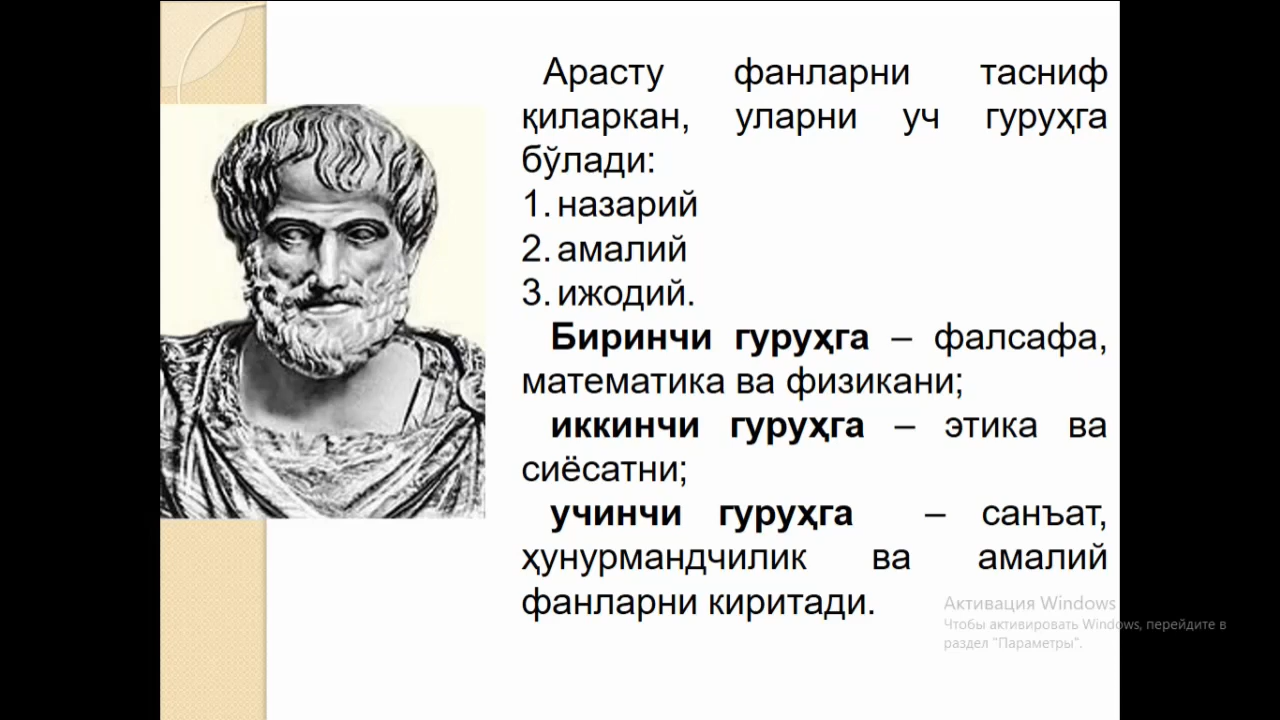 Арасту фанларни тасниф
қиларкан, уларни уч гуруҳга
бўлади:
1. назарий
2. амалий
3. ижодий.
Биринчи гуруҳга – фалсафа,
математика ва физикани;
иккинчи гуруҳга – этика ва
сиёсатни;
учинчи гуруҳга – санъат,
ҳунурмандчилик ва амалий
фанларни киритади.
Активация Windows
Чтобы активировать Windows, перейдите в
раздел "Параметры".